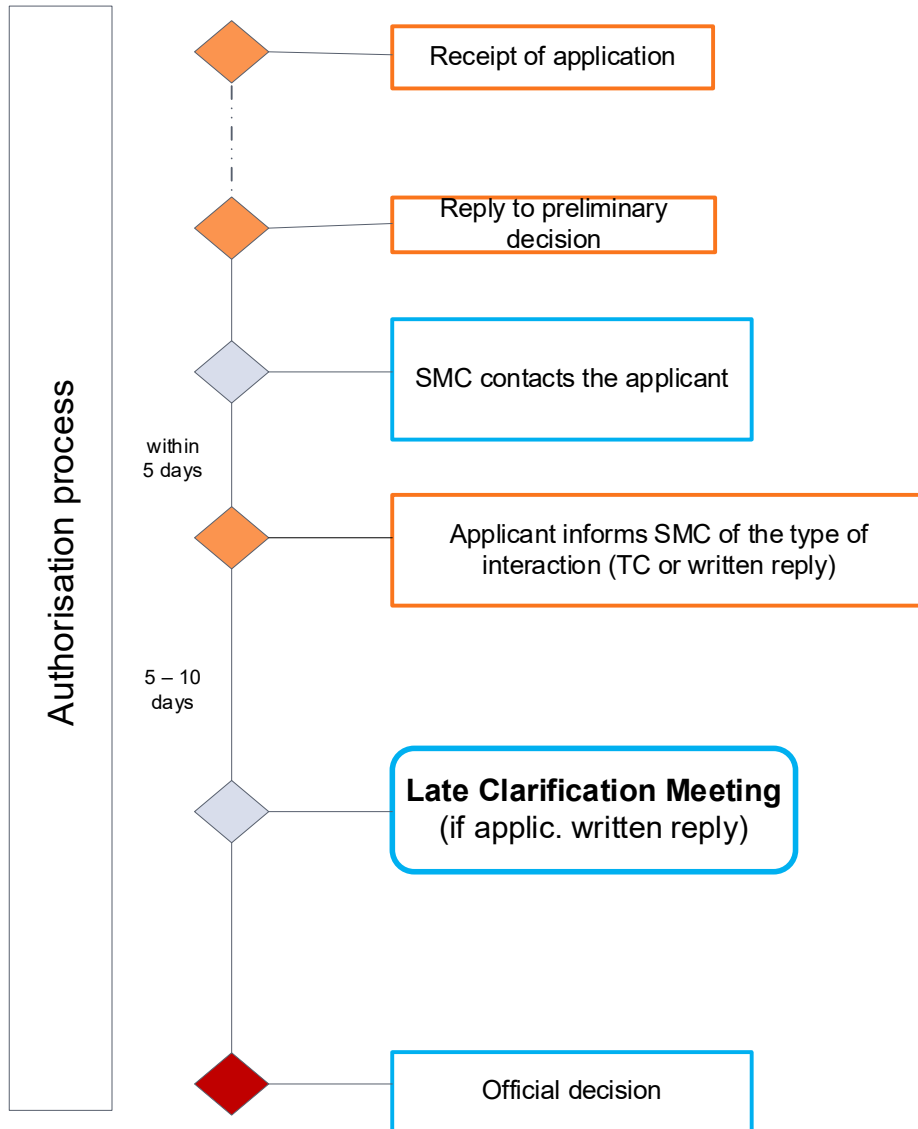 Authorisation process
Receipt of application
Reply to preliminary
decision
SMC contacts the applicant
within
5 days
Applicant informs SMC of the type of
interaction (TC or written reply)
5 – 10
days
Late Clarification Meeting
(if applic. written reply)
Official decision